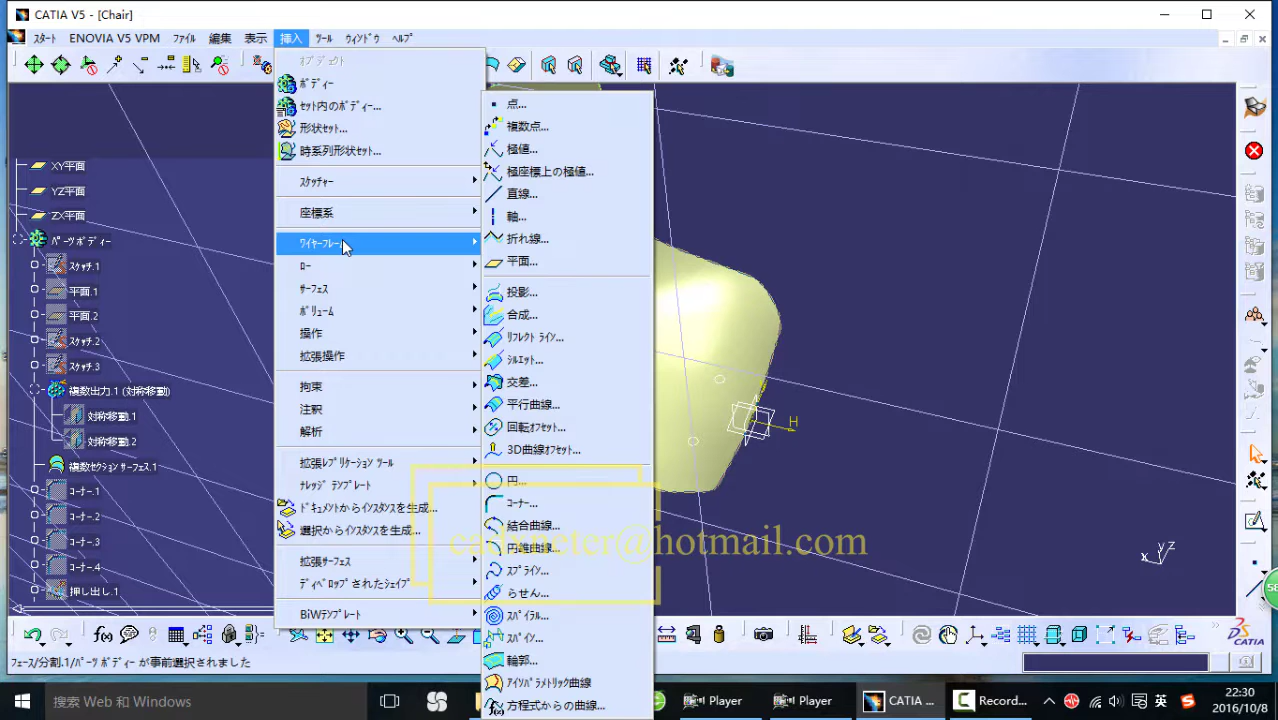 CATIA V5 - [Chair]
スタート ENOVIA V5 VPM ファイル 編集 表示 挿入 ツール ウィンドウ ヘルプ
オブジェクト
ボディー
セット内のボディー...
形状セット...
時系列形状セット...
スケッチャー
座標系
ワイヤーフレーム
ロー
サーフェス
ボリューム
操作
拡張操作
拘束
注釈
解析
拡張レプリケーション ツール
ナレッジ テンプレート
ドキュメントからインスタンスを生成...
選択からインスタンスを生成...
拡張サーフェス
ディベロップされたシェイプ
BiWテンプレート
点...
複数点...
極値...
極座標上の極値...
直線...
軸...
折れ線...
平面...
投影...
合成...
リフレクト ライン...
シルエット...
交差...
平行曲線...
回転オフセット...
3D曲線オフセット...
円...
コーナー...
結合曲線...
円錐曲線...
スプライン...
らせん...
スパイラル...
スパイン...
輪郭...
アイソパラメトリック曲線
方程式からの曲線...
XY平面
YZ平面
ZX平面
パーツボディー
スケッチ.1
平面.1
平面.2
スケッチ.2
スケッチ.3
複数出力.1 (対称移動)
対称移動.1
対称移動.2
複数セクション サーフェス.1
コーナー.1
コーナー.2
コーナー.3
コーナー.4
押し出し.1
H
x y z
f(x)
フェース/分割.1/パーツ ボディー が事前選択されました
搜索 Web 和 Windows
Player
Player
CATIA ...
Record...
英
22:30
2016/10/8
58